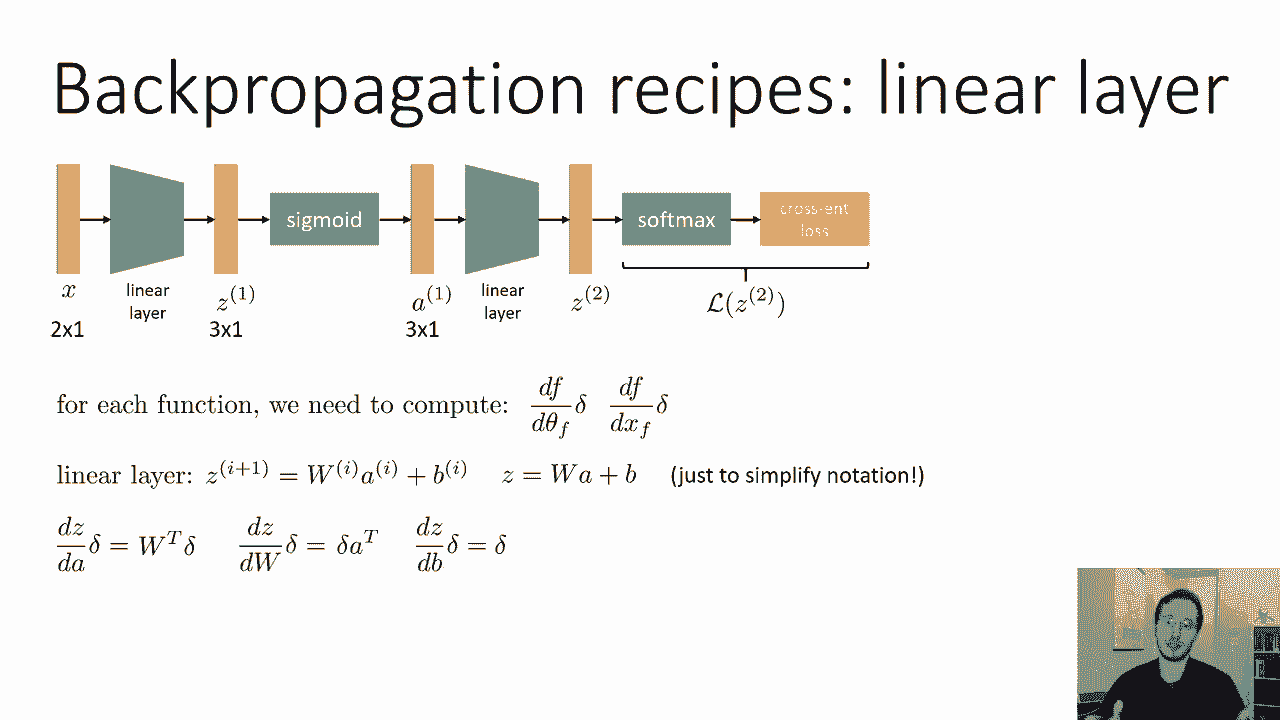 Backpropagation recipes: linear layer
sigmoid
softmax
cross-ent
loss
x
linear
layer
z^{(1)}
a^{(1)}
linear
layer
z^{(2)}
\mathcal{L}(z^{(2)})
2x1
3x1
3x1
for each function, we need to compute: \frac{df}{d\theta_f}\delta \frac{df}{dx_f}\delta
linear layer: z^{(i+1)} = W^{(i)}a^{(i)} + b^{(i)} z = Wa + b (just to simplify notation!)
\frac{dz}{da}\delta = W^T\delta \frac{dz}{dW}\delta = \delta a^T \frac{dz}{db}\delta = \delta